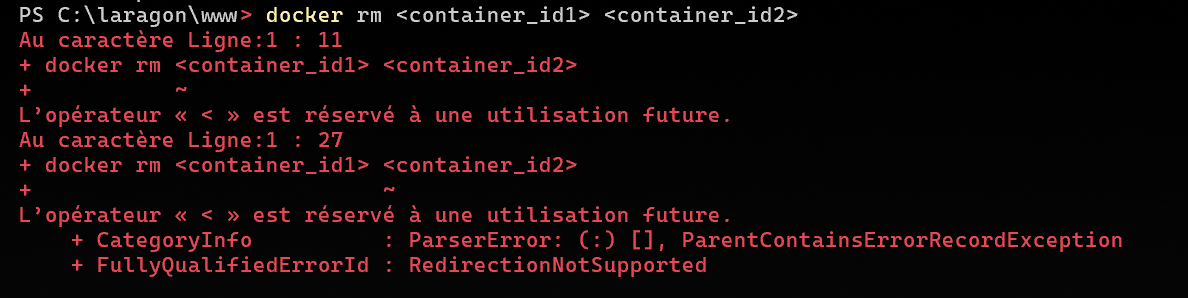 PS C:\laragon\www> docker rm <container_id1> <container_id2>
Au caractère Ligne:1 : 11
+ docker rm <container_id1> <container_id2>
+           ~
L’opérateur « < » est réservé à une utilisation future.
Au caractère Ligne:1 : 27
+ docker rm <container_id1> <container_id2>
+                           ~
L’opérateur « < » est réservé à une utilisation future.
    + CategoryInfo          : ParserError: (:) [], ParentContainsErrorRecordException
    + FullyQualifiedErrorId : RedirectionNotSupported